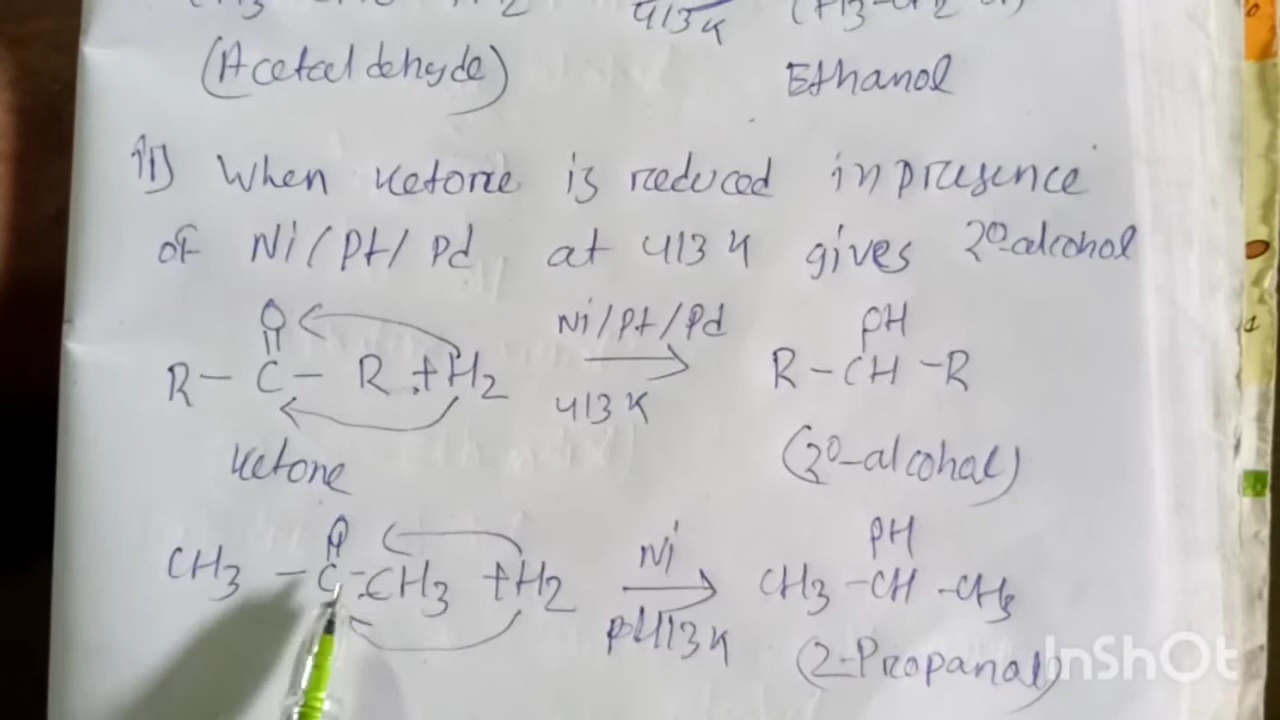 413K
(Acetaldehyde) Ethanol
ii) When ketone is reduced in presence
of Ni/Pt/Pd at 413 K gives 2°-alcohol
O Ni/Pt/Pd OH
R - C - R + H2 413K R - CH - R
ketone (2°-alcohal)
O Ni OH
CH3 - C - CH3 + H2 413K CH3 - CH - CH3
(2-Propanol)
InShOt